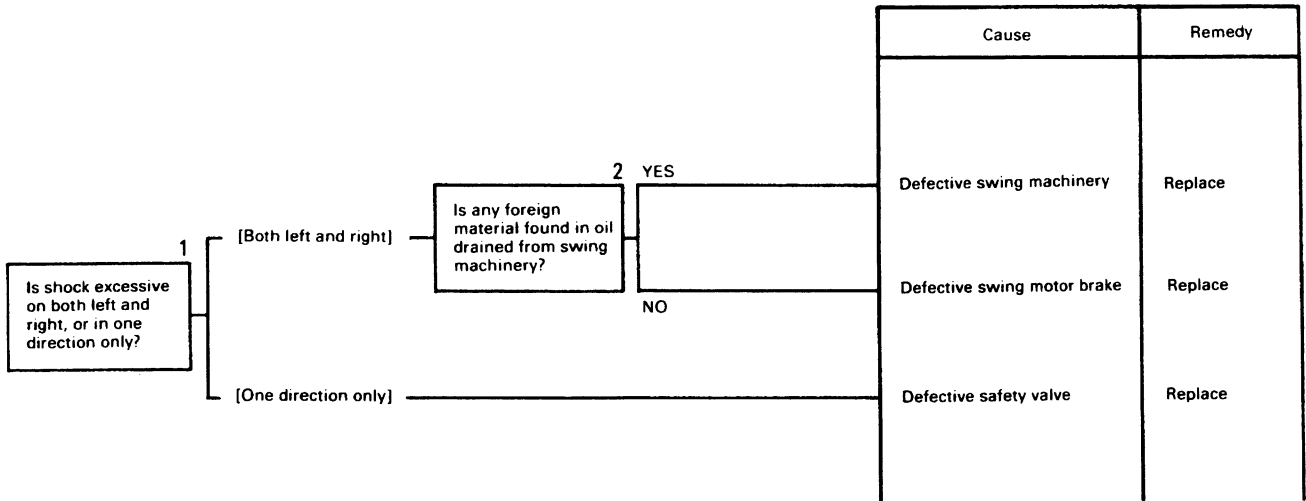 Cause
Remedy
1
Is shock excessive
on both left and
right, or in one
direction only?
[Both left and right]
2
Is any foreign
material found in oil
drained from swing
machinery?
YES
Defective swing machinery
Replace
NO
Defective swing motor brake
Replace
[One direction only]
Defective safety valve
Replace